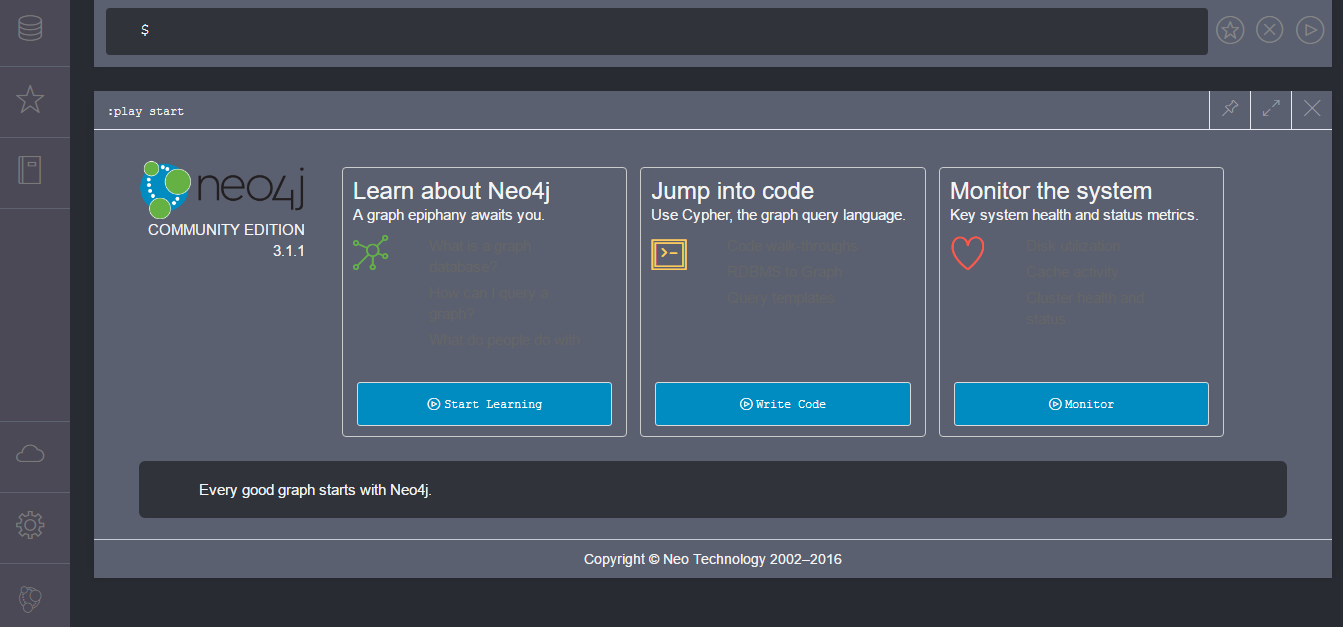 $
:play start
neo4j
COMMUNITY EDITION
3.1.1
Learn about Neo4j
A graph epiphany awaits you.
What is a graph
database?
How can I query a
graph?
What do people do with
Start Learning
Jump into code
Use Cypher, the graph query language.
Code walk-throughs
RDBMS to Graph
Query templates
Write Code
Monitor the system
Key system health and status metrics.
Disk utilization
Cache activity
Cluster health and
status
Monitor
Every good graph starts with Neo4j.
Copyright © Neo Technology 2002–2016